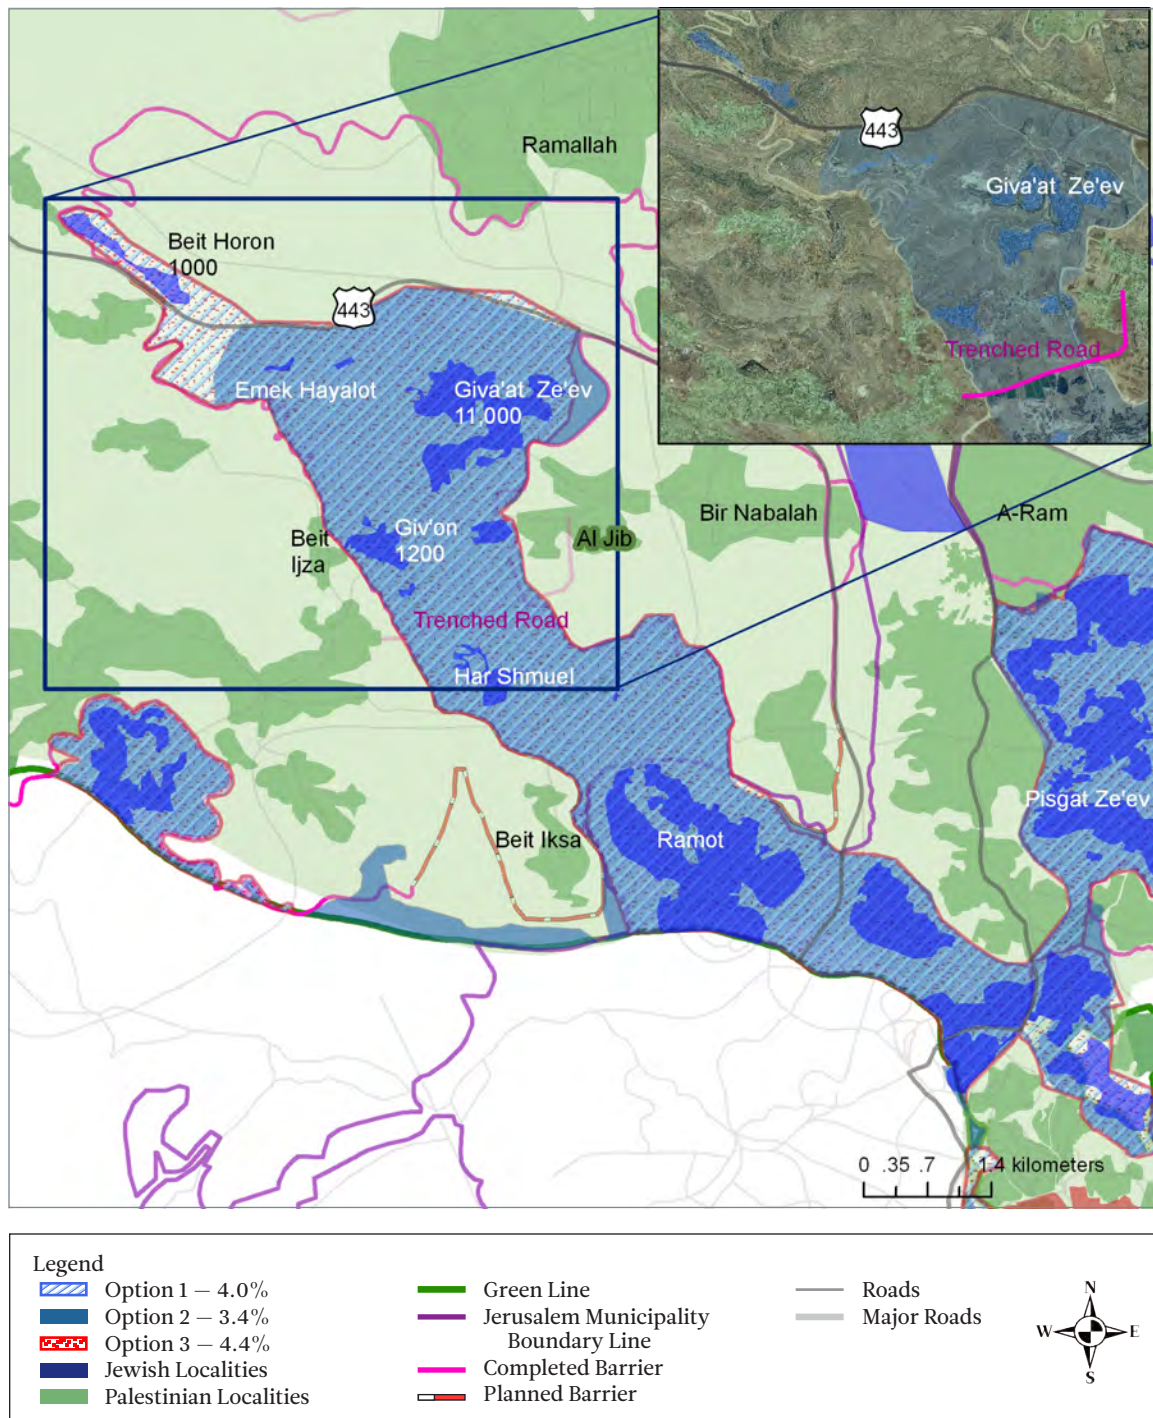 Ramallah
443
Giva'at Ze'ev
Trenched Road
Beit Horon
1000
443
Emek Hayalot
Giva'at Ze'ev
11,000
Bir Nabalah
A-Ram
Beit
Ijza
Giv'on
1200
Al Jib
Trenched Road
Har Shmuel
Pisgat Ze'ev
Beit Iksa
Ramot
0 .35 .7 1.4 kilometers
Legend
Option 1 — 4.0%
Option 2 — 3.4%
Option 3 — 4.4%
Jewish Localities
Palestinian Localities
Green Line
Jerusalem Municipality
Boundary Line
Completed Barrier
Planned Barrier
Roads
Major Roads
N
W E
S